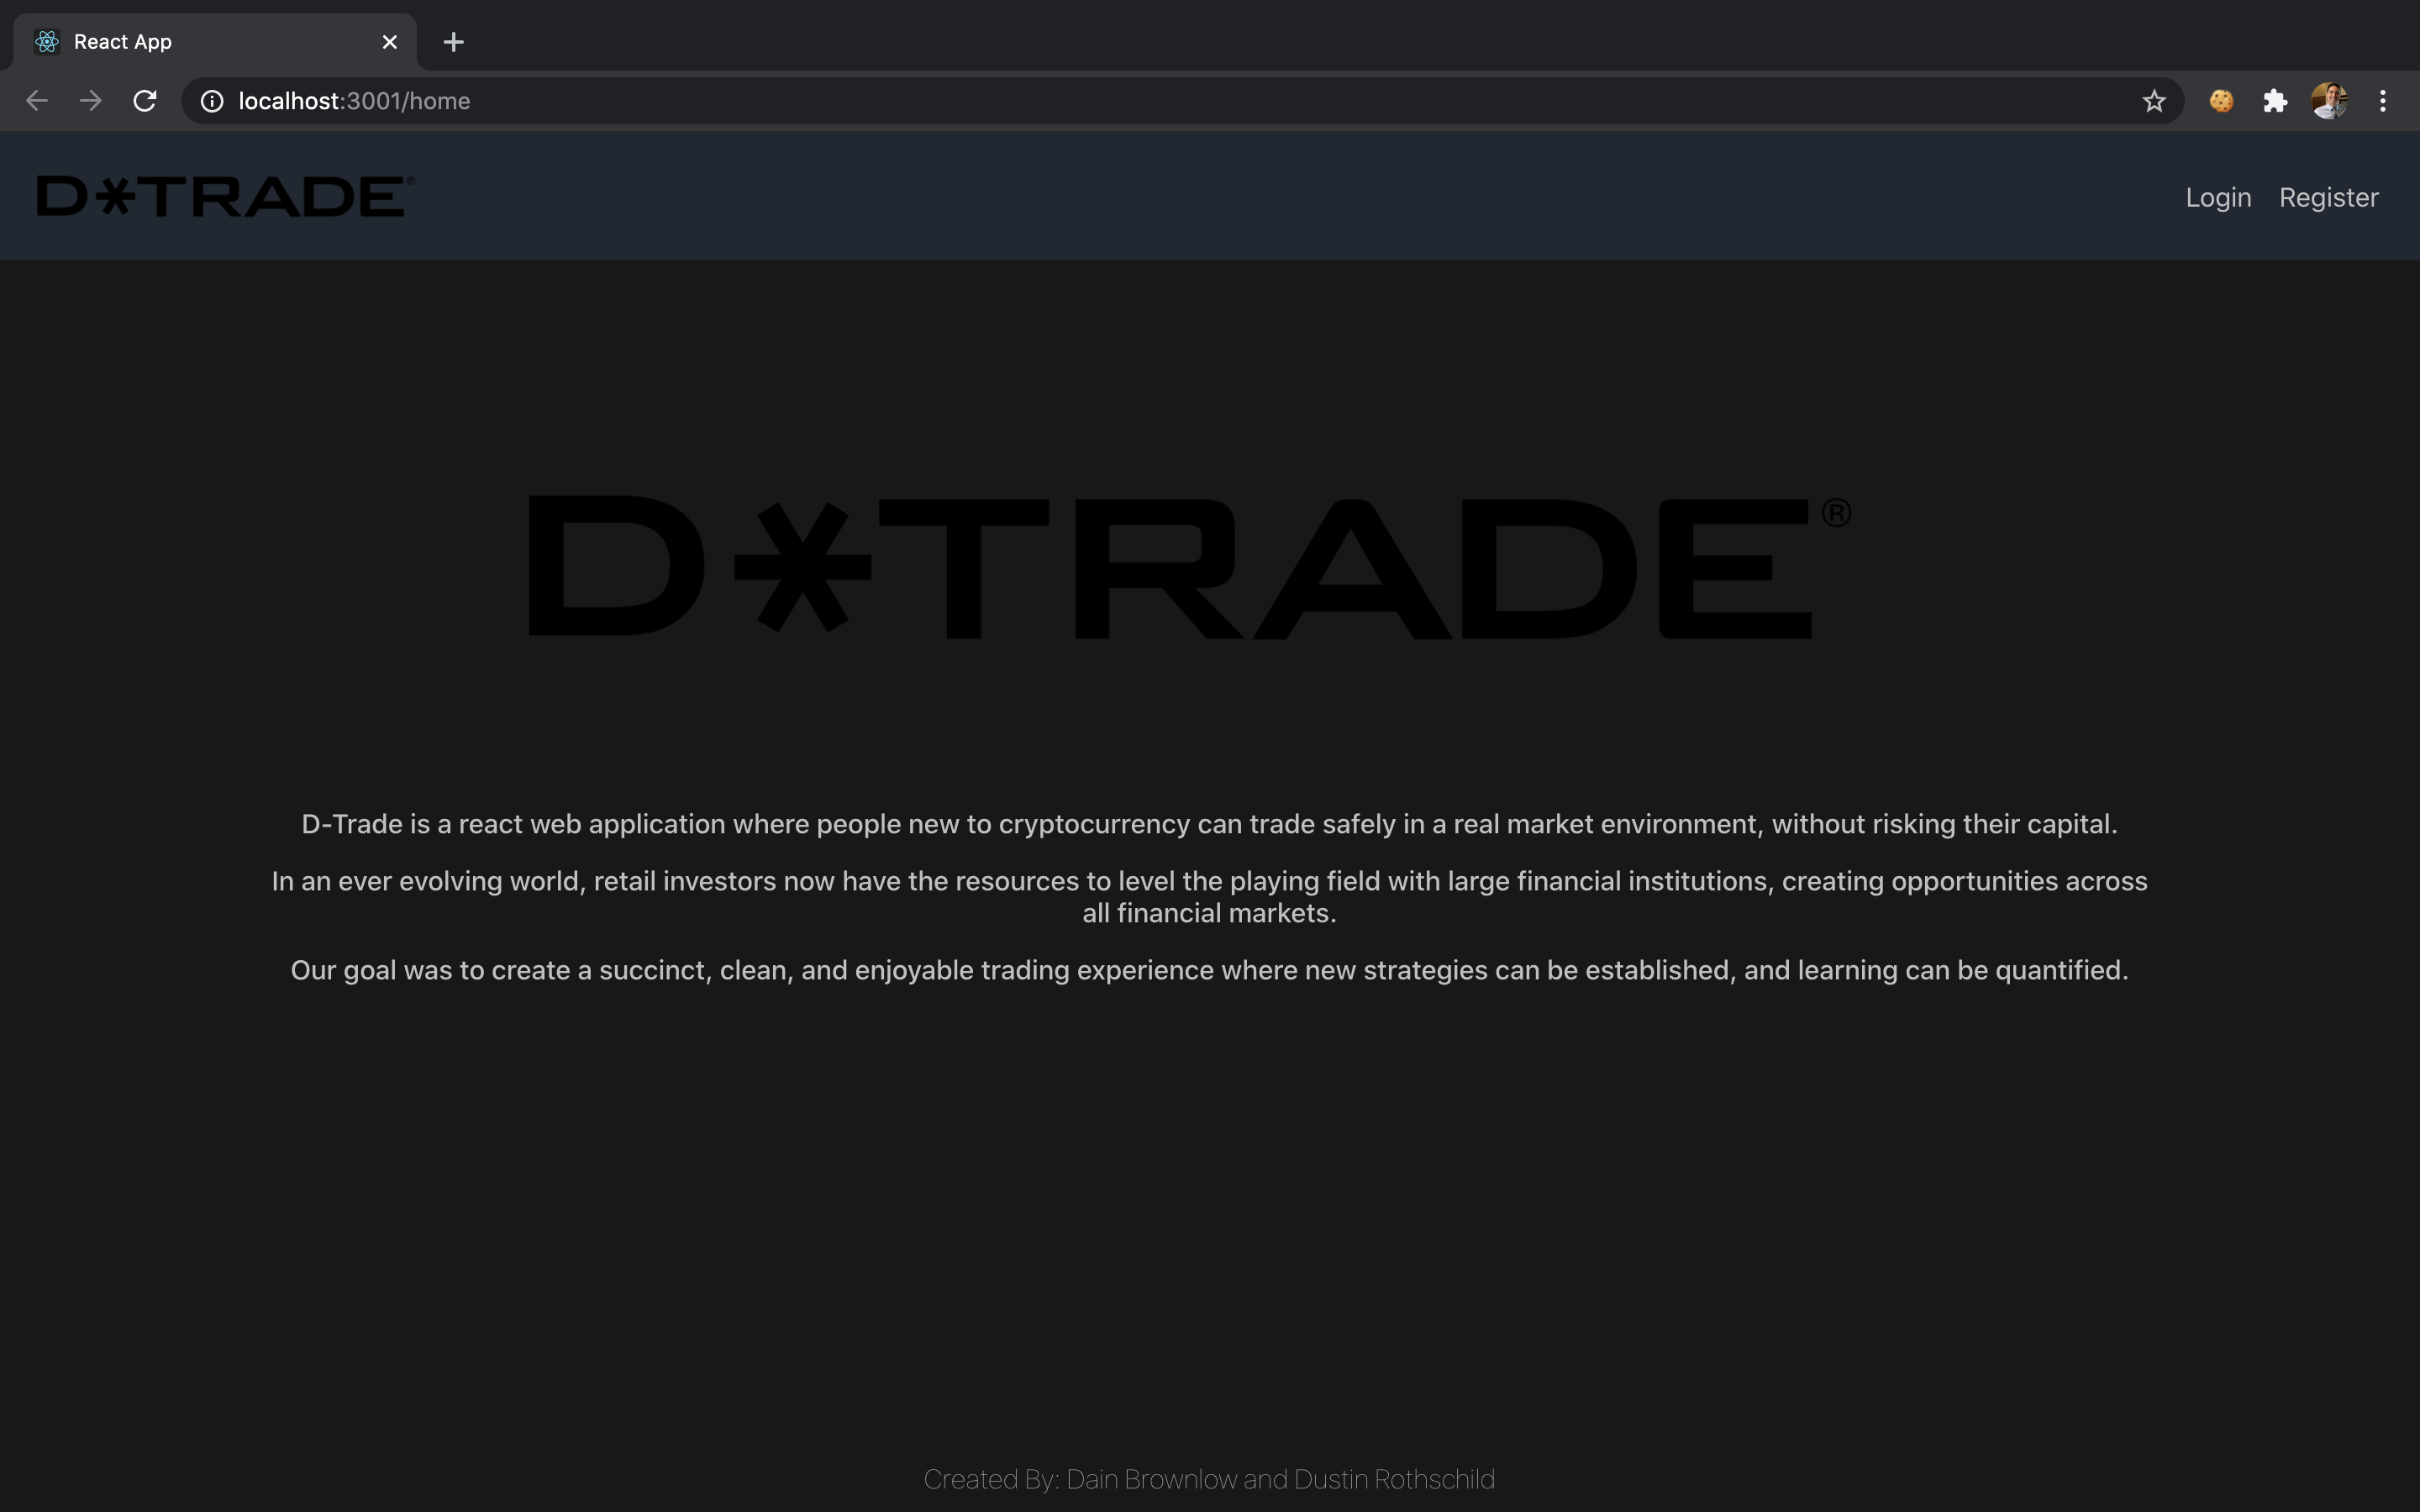 React App
localhost:3001/home
D*TRADE®
Login Register
D*TRADE®
D-Trade is a react web application where people new to cryptocurrency can trade safely in a real market environment, without risking their capital.
In an ever evolving world, retail investors now have the resources to level the playing field with large financial institutions, creating opportunities across
all financial markets.
Our goal was to create a succinct, clean, and enjoyable trading experience where new strategies can be established, and learning can be quantified.
Created By: Dain Brownlow and Dustin Rothschild